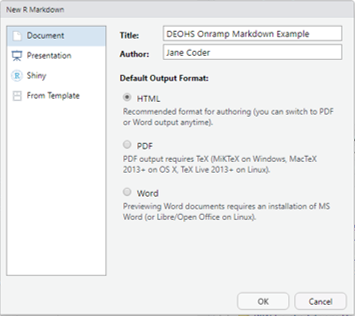 New R Markdown
Document
Presentation
Shiny
From Template
Title: DEOHS Onramp Markdown Example
Author: Jane Coder
Default Output Format:
HTML
Recommended format for authoring (you can switch to PDF
or Word output anytime).
PDF
PDF output requires TeX (MiKTeX on Windows, MacTeX
2013+ on OS X, TeX Live 2013+ on Linux).
Word
Previewing Word documents requires an installation of MS
Word (or Libre/Open Office on Linux).
OK Cancel